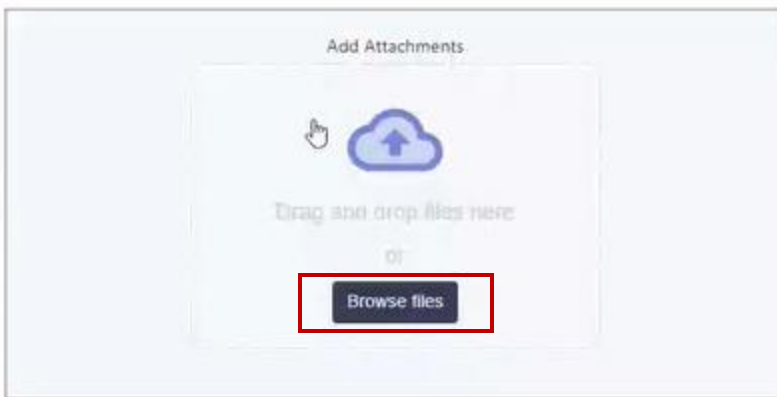 Add Attachments
Drag and drop files here
or
Browse files